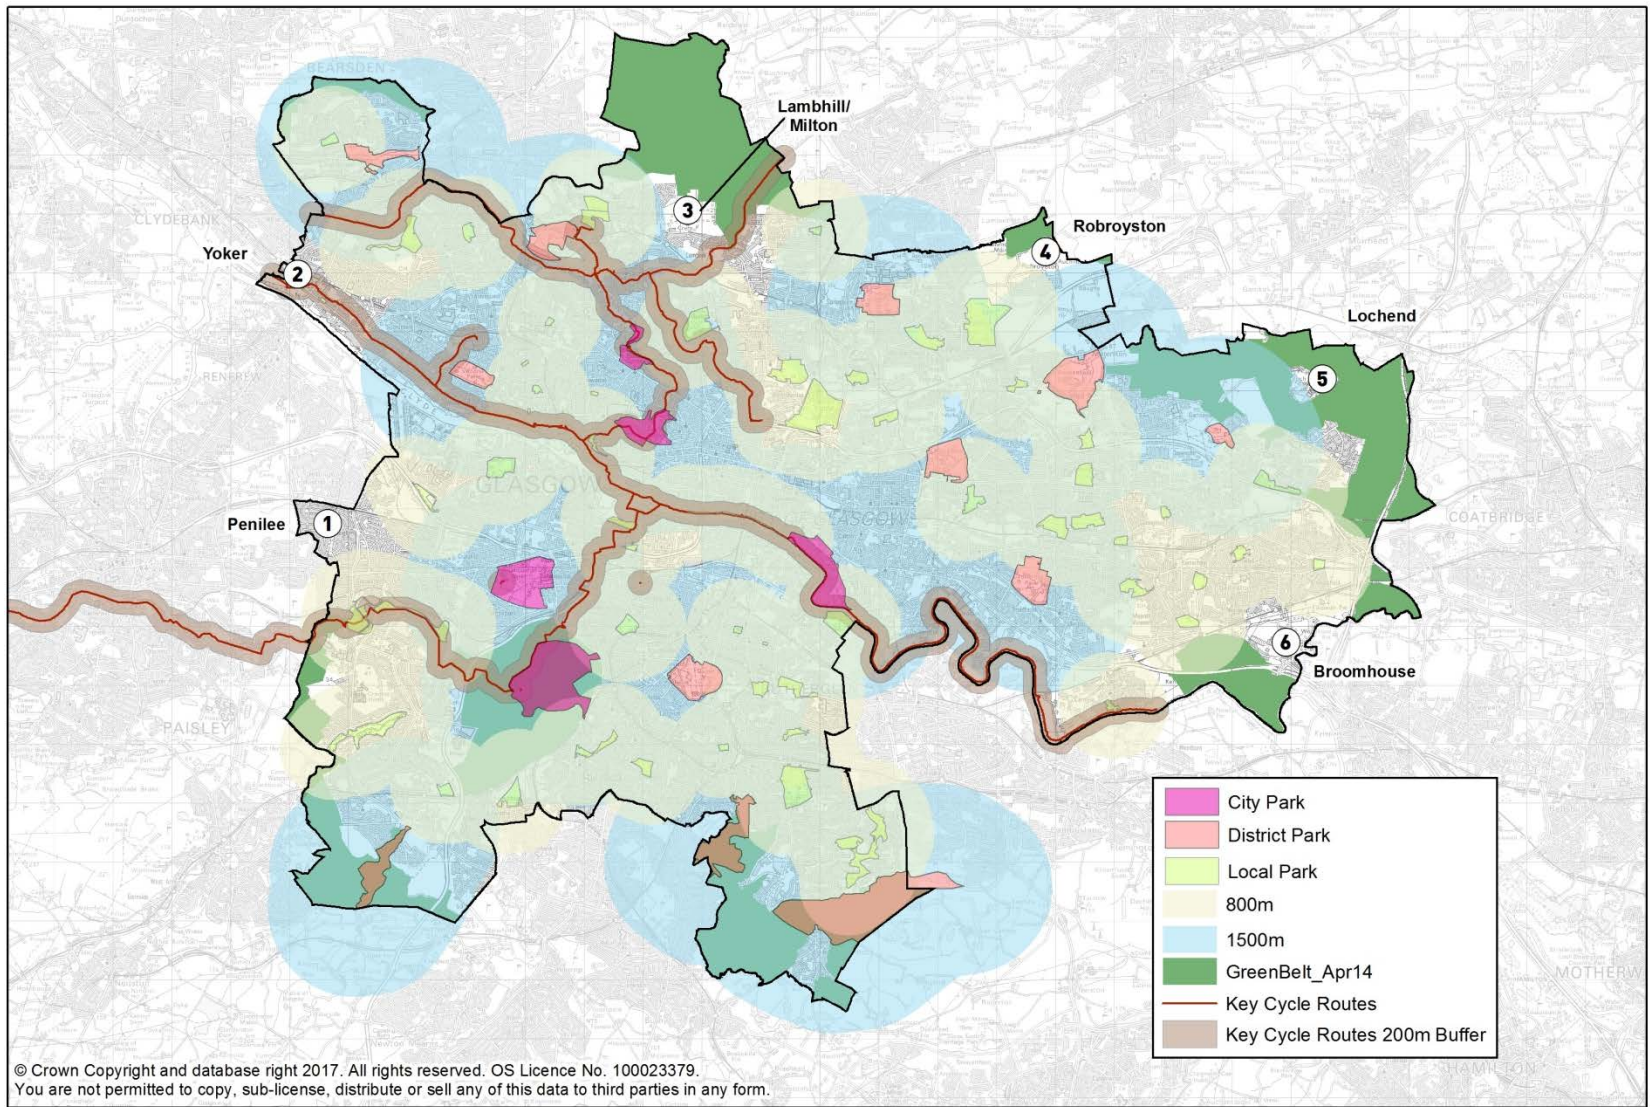 BEARSDEN
Lambhill/
Milton
CLYDEBANK
3
Robroyston
4
Yoker
2
Lochend
RENFREW
5
GLASGOW
Penilee
1
COATBRIDGE
6
Broomhouse
PAISLEY
City Park
District Park
Local Park
800m
1500m
GreenBelt_Apr14
Key Cycle Routes
Key Cycle Routes 200m Buffer
MOTHERW
HAMILTON
© Crown Copyright and database right 2017. All rights reserved. OS Licence No. 100023379.
You are not permitted to copy, sub-license, distribute or sell any of this data to third parties in any form.